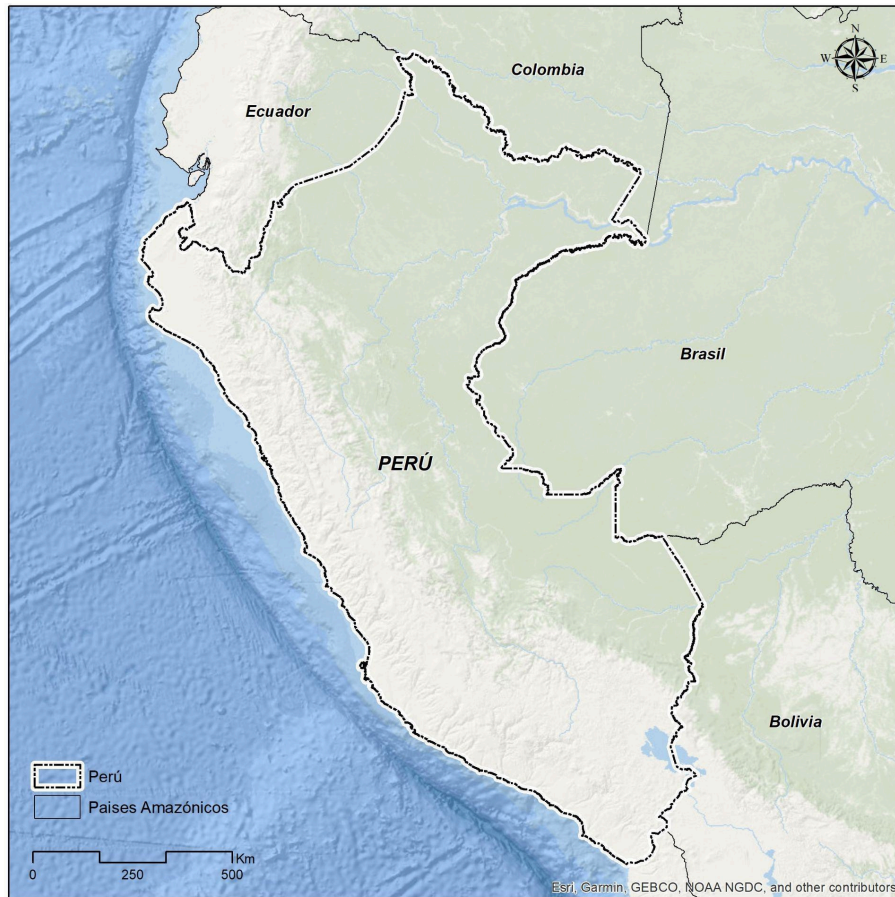 N
W E
S
Colombia
Ecuador
Brasil
PERÚ
Bolivia
Perú
Paises Amazónicos
Km
0 250 500
Esri, Garmin, GEBCO, NOAA NGDC, and other contributors